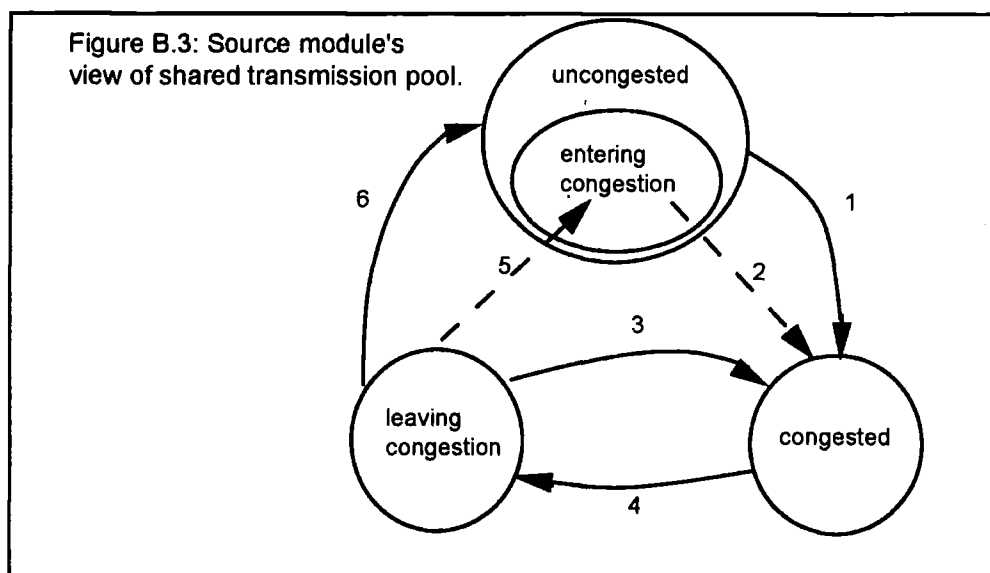 Figure B.3: Source module's
view of shared transmission pool.
uncongested
entering
congestion
6
1
5
2
3
leaving
congestion
congested
4